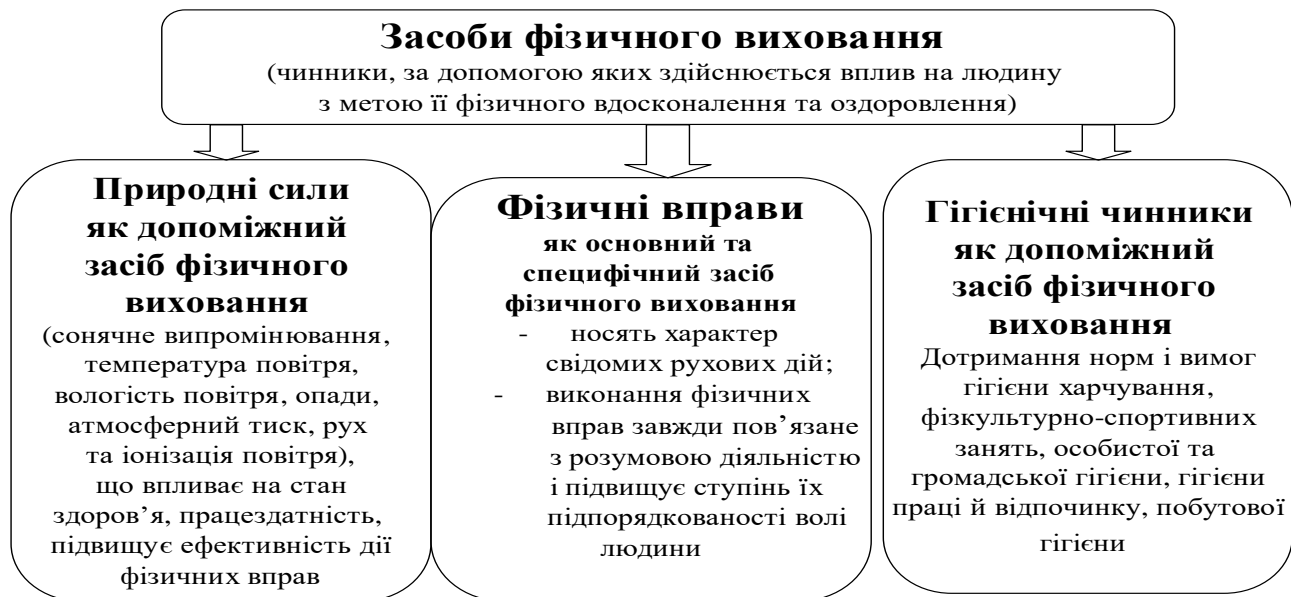 Засоби фізичного виховання
(чинники, за допомогою яких здійснюється вплив на людину
з метою її фізичного вдосконалення та оздоровлення)
Природні сили
як допоміжний
засіб фізичного
виховання
(сонячне випромінювання,
температура повітря,
вологість повітря, опади,
атмосферний тиск, рух
та іонізація повітря),
що впливає на стан
здоров’я, працездатність,
підвищує ефективність дії
фізичних вправ
Фізичні вправи
як основний та
специфічний засіб
фізичного виховання
- носять характер
свідомих рухових дій;
- виконання фізичних
вправ завжди пов’язане
з розумовою діяльністю
і підвищує ступінь їх
підпорядкованості волі
людини
Гігієнічні чинники
як допоміжний
засіб фізичного
виховання
Дотримання норм і вимог
гігієни харчування,
фізкультурно-спортивних
занять, особистої та
громадської гігієни, гігієни
праці й відпочинку, побутової
гігієни